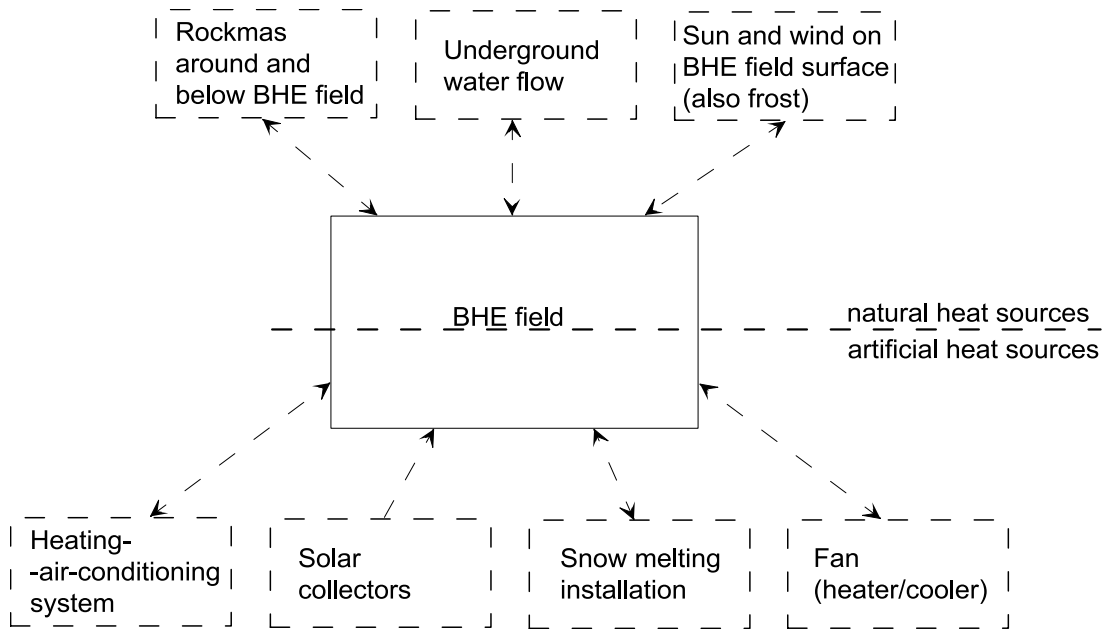 Rockmas
around and
below BHE field
Underground
water flow
Sun and wind on
BHE field surface
(also frost)
BHE field
natural heat sources
artificial heat sources
Heating-
-air-conditioning
system
Solar
collectors
Snow melting
installation
Fan
(heater/cooler)